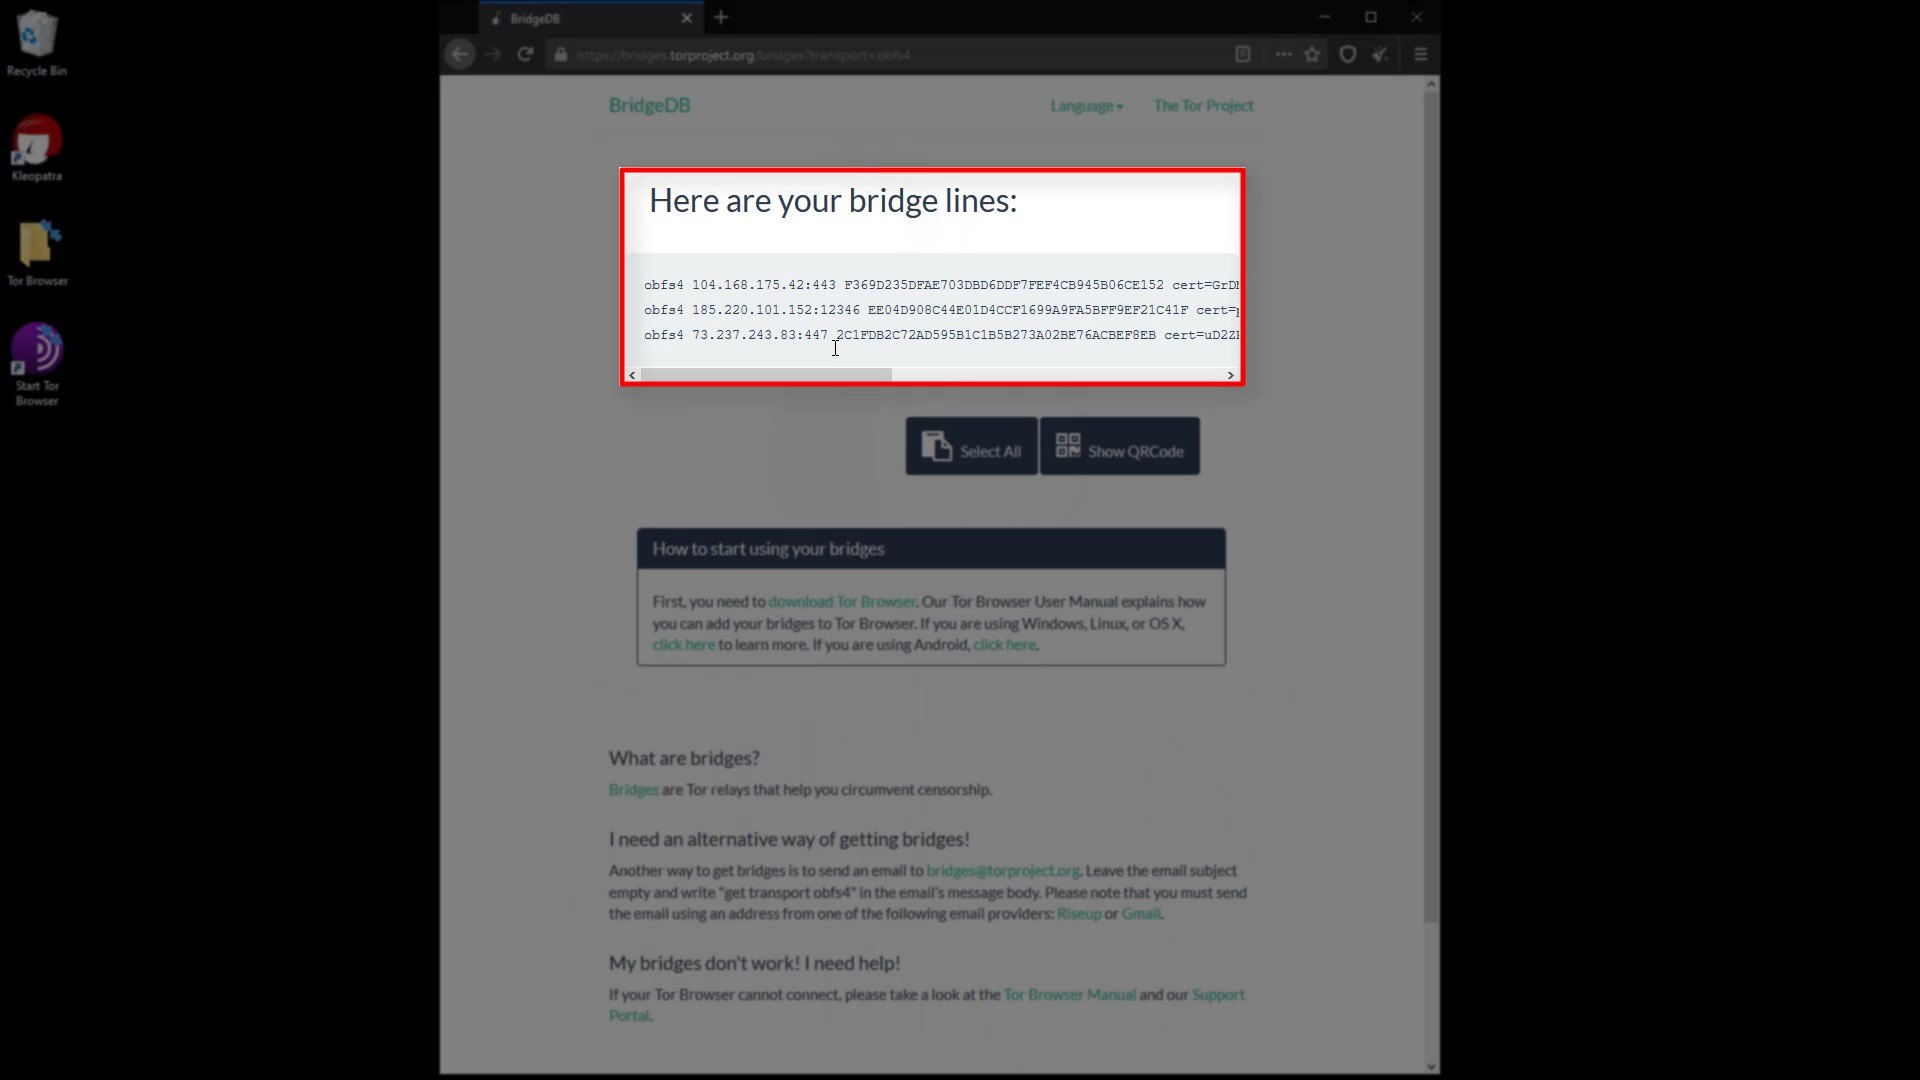 Recycle Bin
Kleopatra
Tor Browser
Start Tor
Browser
BridgeDB
https://bridges.torproject.org/bridges?transport=obfs4
BridgeDB
Language
The Tor Project
Here are your bridge lines:
obfs4 104.168.175.42:443 F369D235DFAE703DBD6DDF7FEF4CB945B06CE152 cert=GrD
obfs4 185.220.101.152:12346 EE04D908C44E01D4CCF1699A9FA5BFF9EF21C41F cert=
obfs4 73.237.243.83:447 2C1FDB2C72AD595B1C1B5B273A02BE76ACBEF8EB cert=uD2Z
Select All
Show QRCode
How to start using your bridges
First, you need to download Tor Browser. Our Tor Browser User Manual explains how
you can add your bridges to Tor Browser. If you are using Windows, Linux, or OS X,
click here to learn more. If you are using Android, click here.
What are bridges?
Bridges are Tor relays that help you circumvent censorship.
I need an alternative way of getting bridges!
Another way to get bridges is to send an email to bridges@torproject.org. Leave the email subject
empty and write "get transport obfs4" in the email's message body. Please note that you must send
the email using an address from one of the following email providers: Riseup or Gmail.
My bridges don't work! I need help!
If your Tor Browser cannot connect, please take a look at the Tor Browser Manual and our Support
Portal.